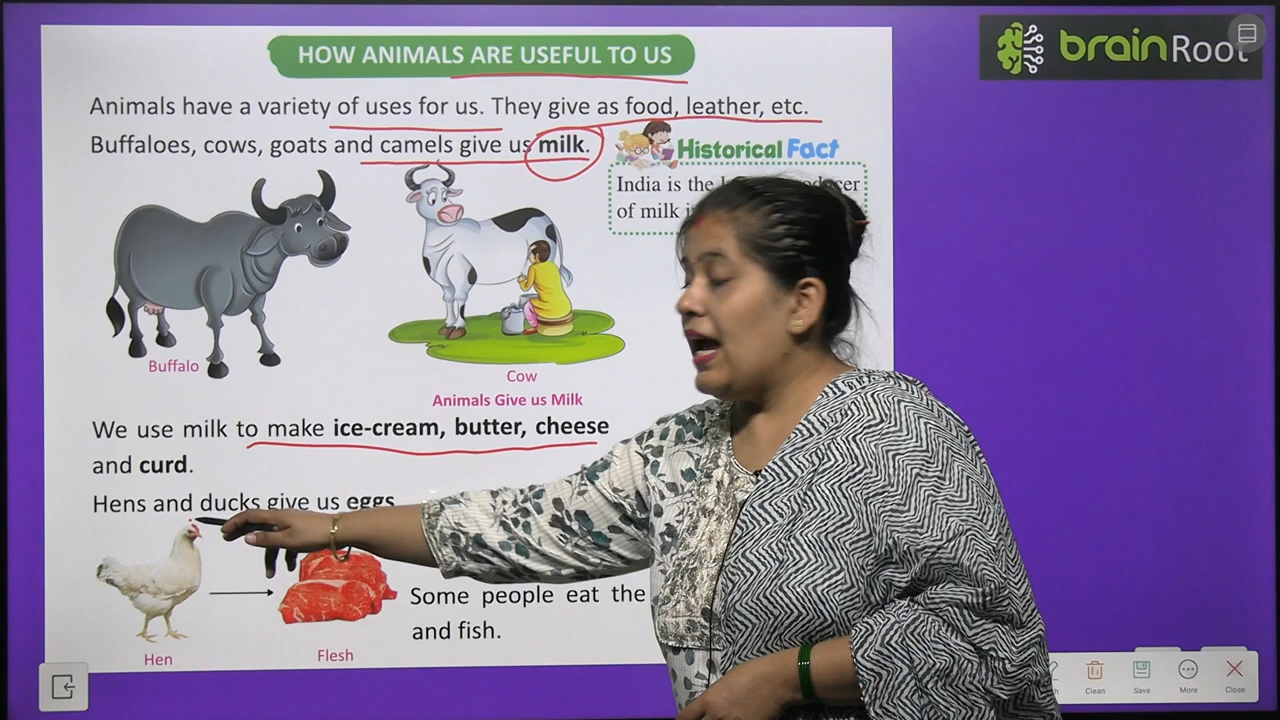 HOW ANIMALS ARE USEFUL TO US
brainRoot
Animals have a variety of uses for us. They give as food, leather, etc.
Buffaloes, cows, goats and camels give us milk.
Historical Fact
India is the
of milk
Buffalo
Cow
Animals Give us Milk
We use milk to make ice-cream, butter, cheese
and curd.
Hens and ducks give us eggs
Some people eat the
and fish.
Hen
Flesh
Clean
Save
More
Close